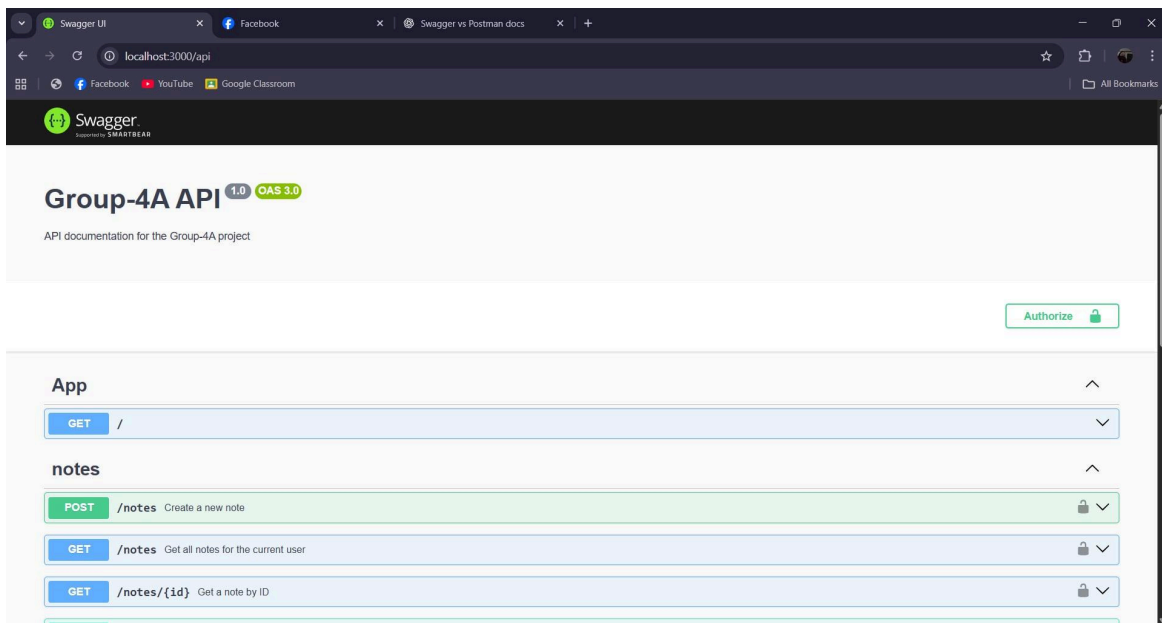 Swagger UI
Facebook
Swagger vs Postman docs
localhost:3000/api
Facebook YouTube Google Classroom All Bookmarks
Swagger.
Supported by SMARTBEAR
Group-4A API 1.0 OAS 3.0
API documentation for the Group-4A project
Authorize
App
GET /
notes
POST /notes Create a new note
GET /notes Get all notes for the current user
GET /notes/{id} Get a note by ID